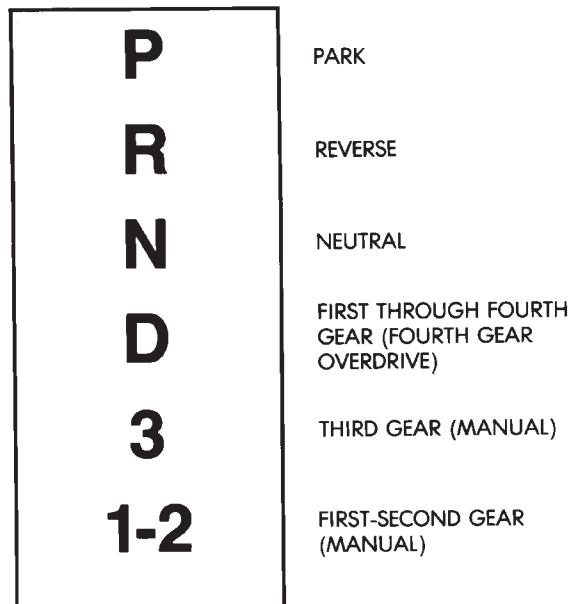 P PARK
R REVERSE
N NEUTRAL
D FIRST THROUGH FOURTH
GEAR (FOURTH GEAR
OVERDRIVE)
3 THIRD GEAR (MANUAL)
1-2 FIRST-SECOND GEAR
(MANUAL)